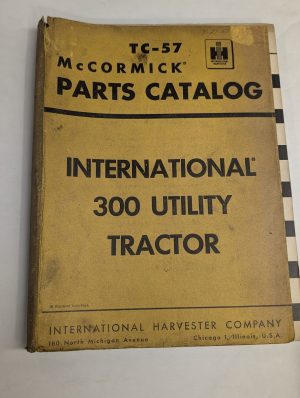 TC-57
McCORMICK®
PARTS CATALOG
IH
INTERNATIONAL®
300 UTILITY
TRACTOR
INTERNATIONAL HARVESTER COMPANY
180 North Michigan Avenue Chicago 1, Illinois, U.S.A.